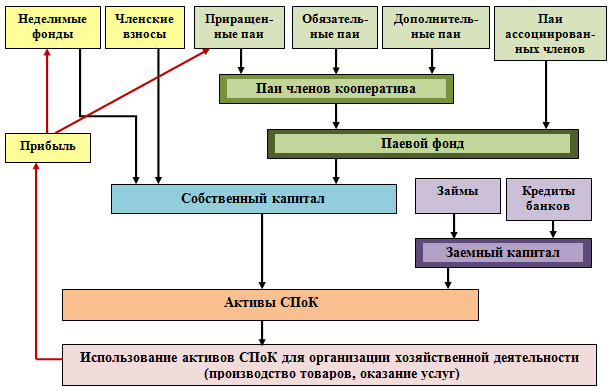 Неделимые
фонды
Членские
взносы
Приращен-
ные паи
Обязатель-
ные паи
Дополнитель-
ные паи
Паи
ассоциирован-
ных членов
Паи членов кооператива
Прибыль
Паевой фонд
Собственный капитал
Займы
Кредиты
банков
Заемный капитал
Активы СПоК
Использование активов СПоК для организации хозяйственной деятельности
(производство товаров, оказание услуг)